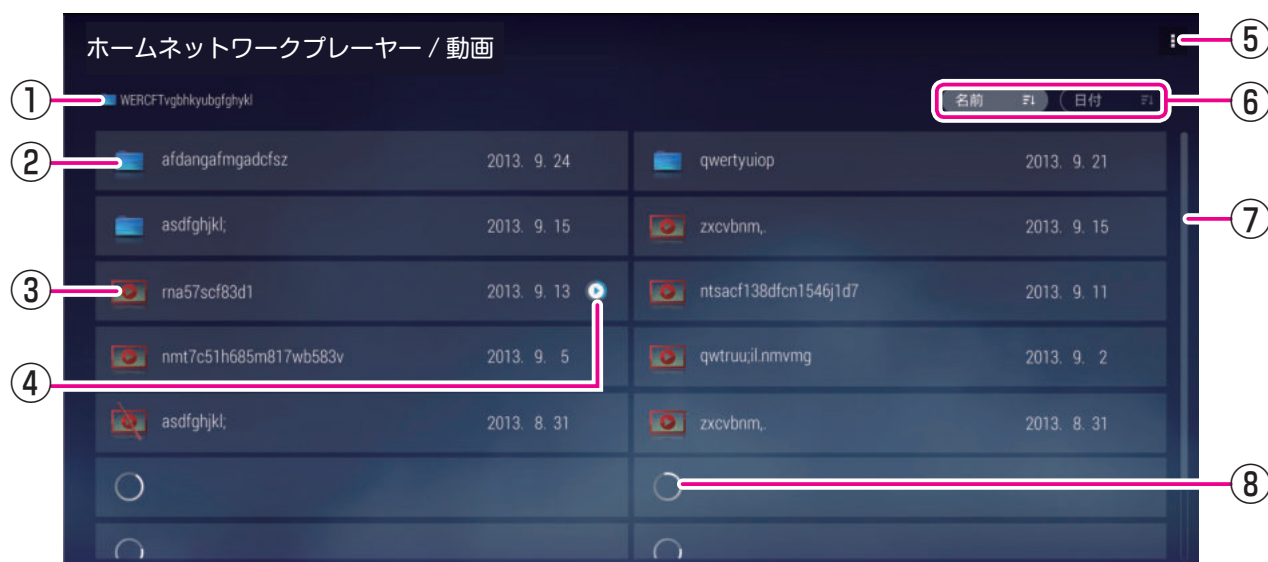 ホームネットワークプレーヤー / 動画
⑤
① WERCFTvgbhkyubgfghykl
名前 日付 ⑥
② afdangafmgadcfsz 2013. 9. 24 qwertyuiop 2013. 9. 21
asdfghjkl; 2013. 9. 15 zxcvbnm,. 2013. 9. 15 ⑦
③ rna57scf83d1 2013. 9. 13 ntsacf138dfcn1546j1d7 2013. 9. 11
nmt7c51h685m817wb583v 2013. 9. 5 qwtruu;il.nmvmg 2013. 9. 2
④
asdfghjkl; 2013. 8. 31 zxcvbnm,. 2013. 8. 31
⑧